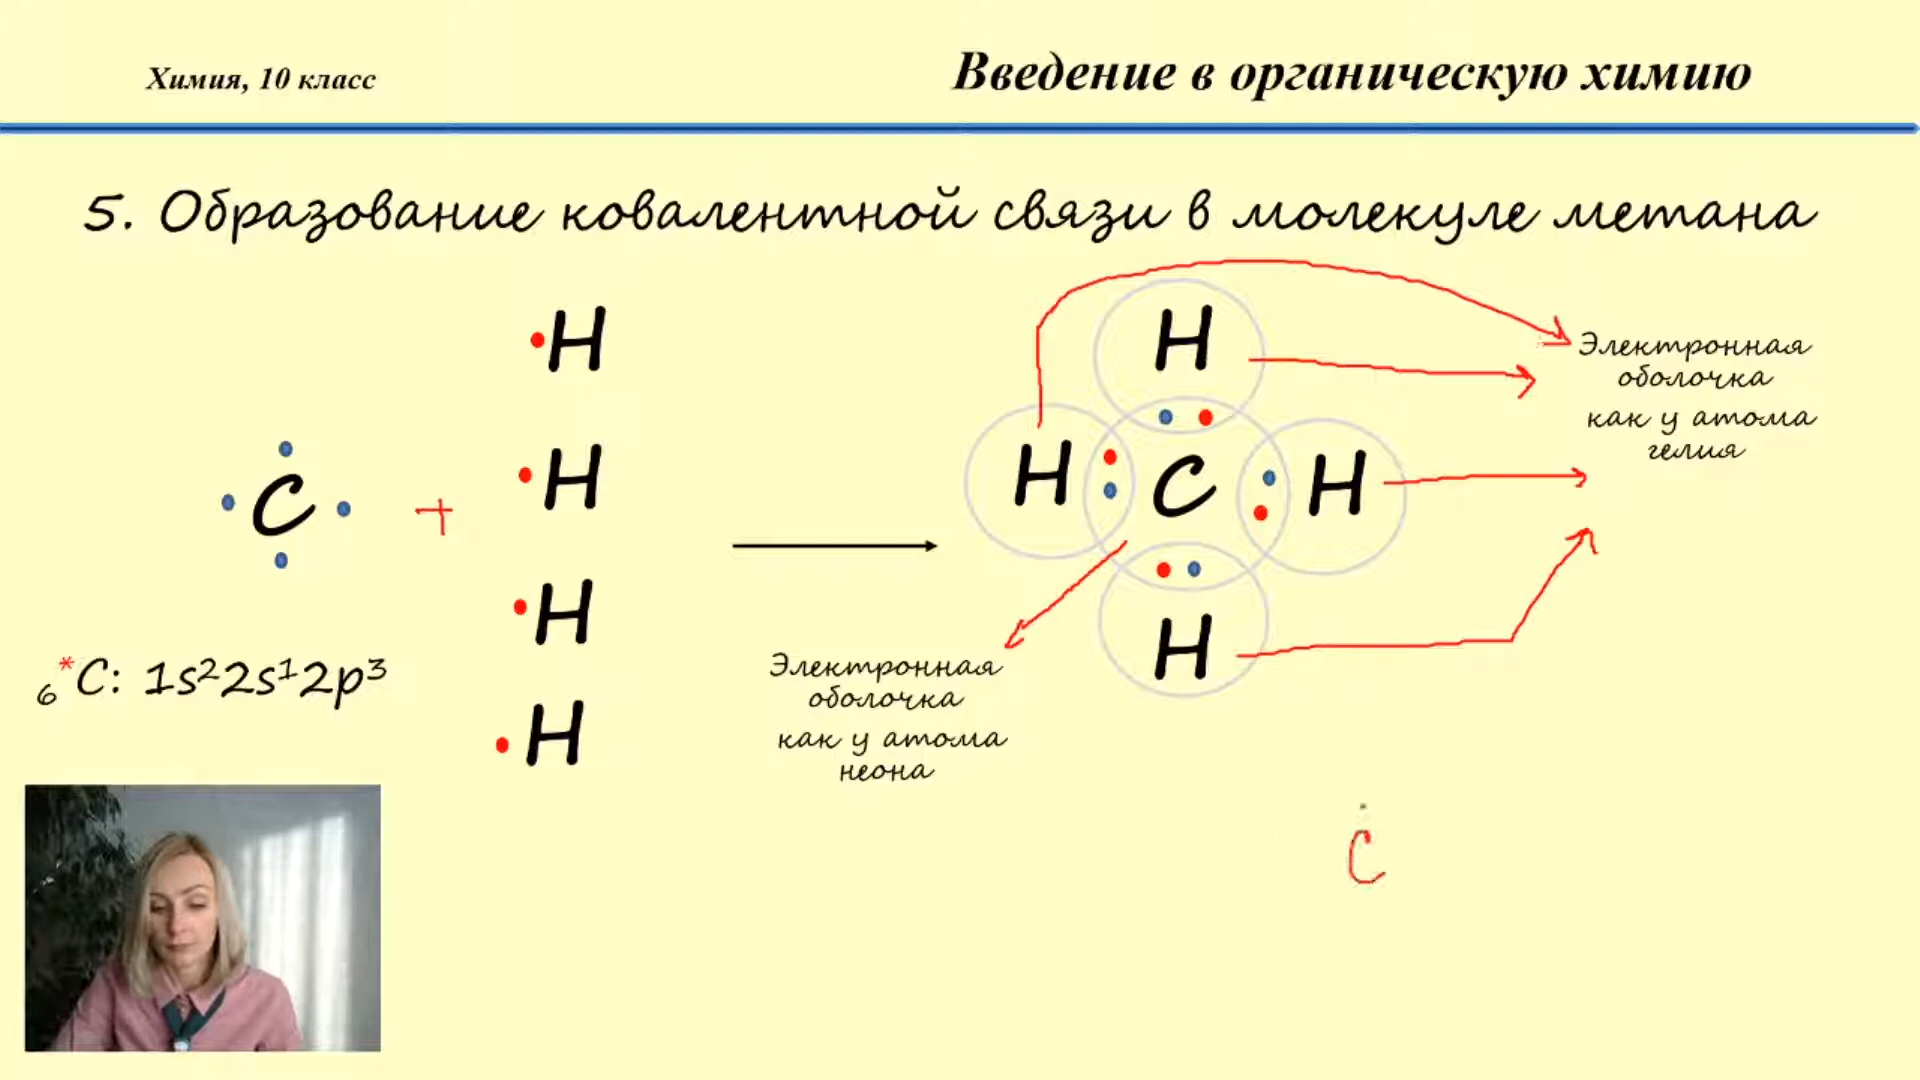 Химия, 10 класс
Введение в органическую химию
5. Образование ковалентной связи в молекуле метана
H
H
H
H
C
+
H
H
C
H
H
Электронная
оболочка
как у атома
гелия
₆*C: 1s²2s¹2p³
Электронная
оболочка
как у атома
неона
C